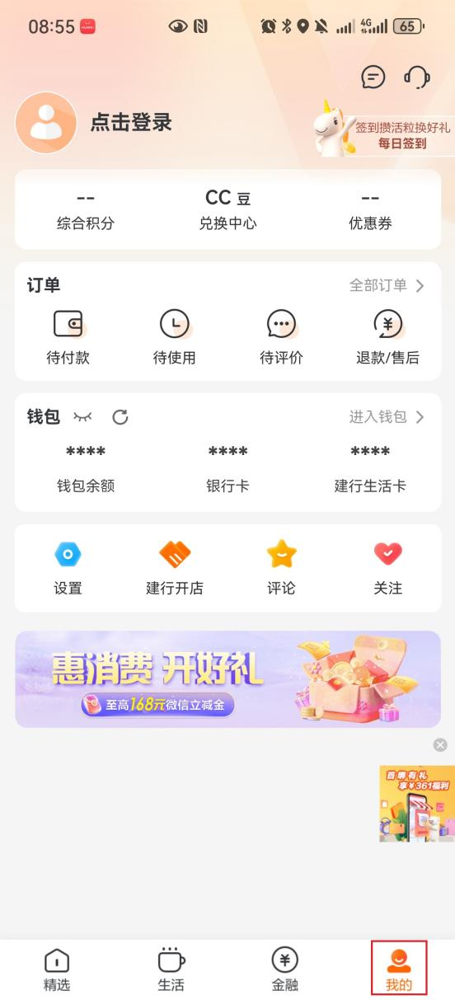 08:55
4G
65
点击登录
签到攒活粒换好礼
每日签到
-- CC 豆 --
综合积分 兑换中心 优惠券
订单 全部订单
待付款 待使用 待评价 退款/售后
钱包 进入钱包
**** **** ****
钱包余额 银行卡 建行生活卡
设置 建行开店 评论 关注
惠消费 开好礼
至高168元微信立减金
首绑有礼
享¥361福利
精选 生活 金融 我的